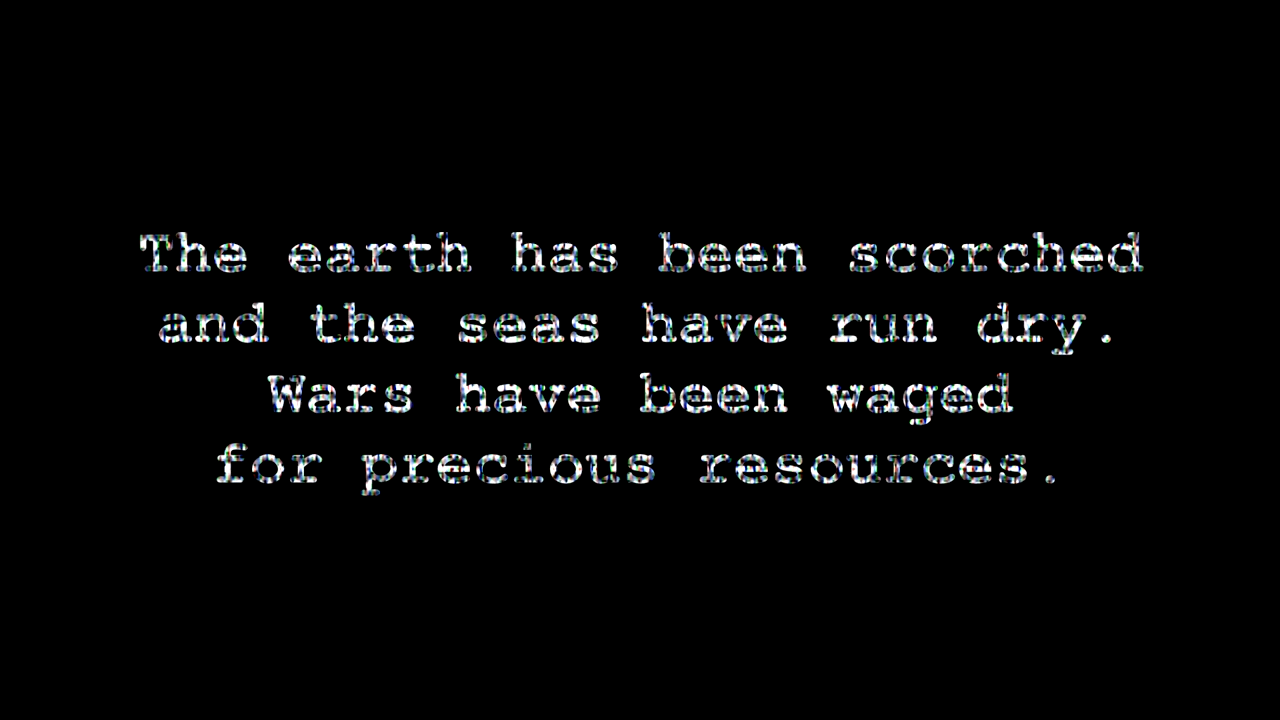 The earth has been scorched
and the seas have run dry.
Wars have been waged
for precious resources.